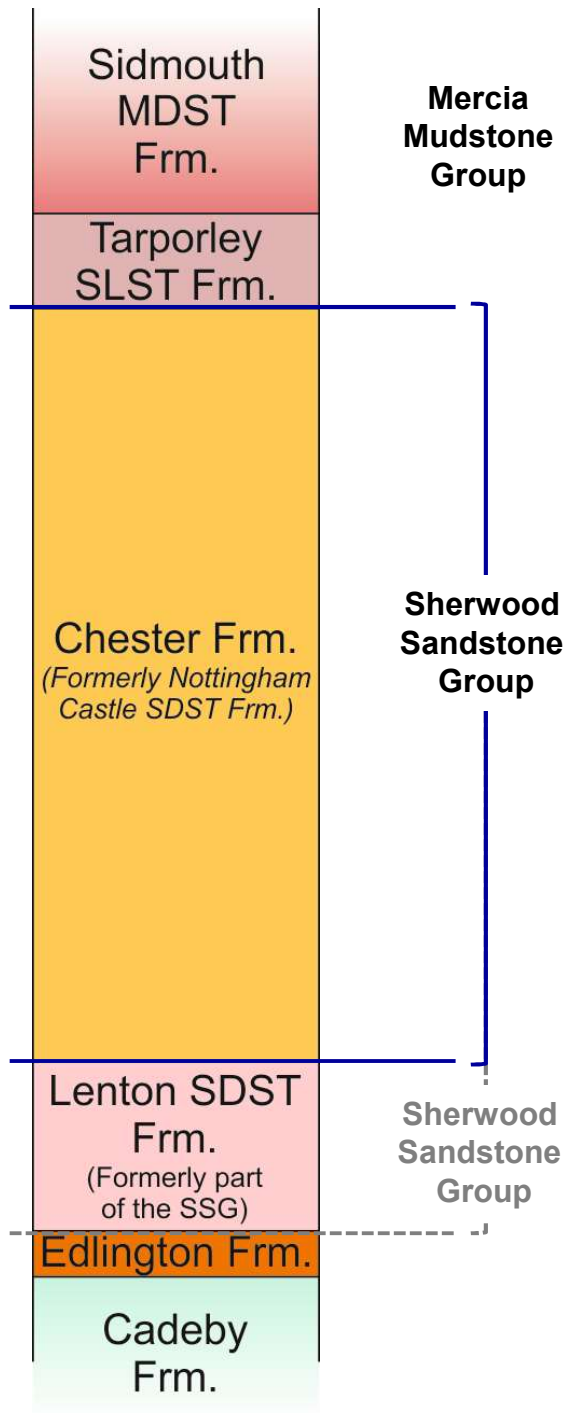 Sidmouth
MDST
Frm.
Mercia
Mudstone
Group
Tarporley
SLST Frm.
Chester Frm.
(Formerly Nottingham
Castle SDST Frm.)
Sherwood
Sandstone
Group
Lenton SDST
Frm.
(Formerly part
of the SSG)
Sherwood
Sandstone
Group
Edlington Frm.
Cadeby
Frm.